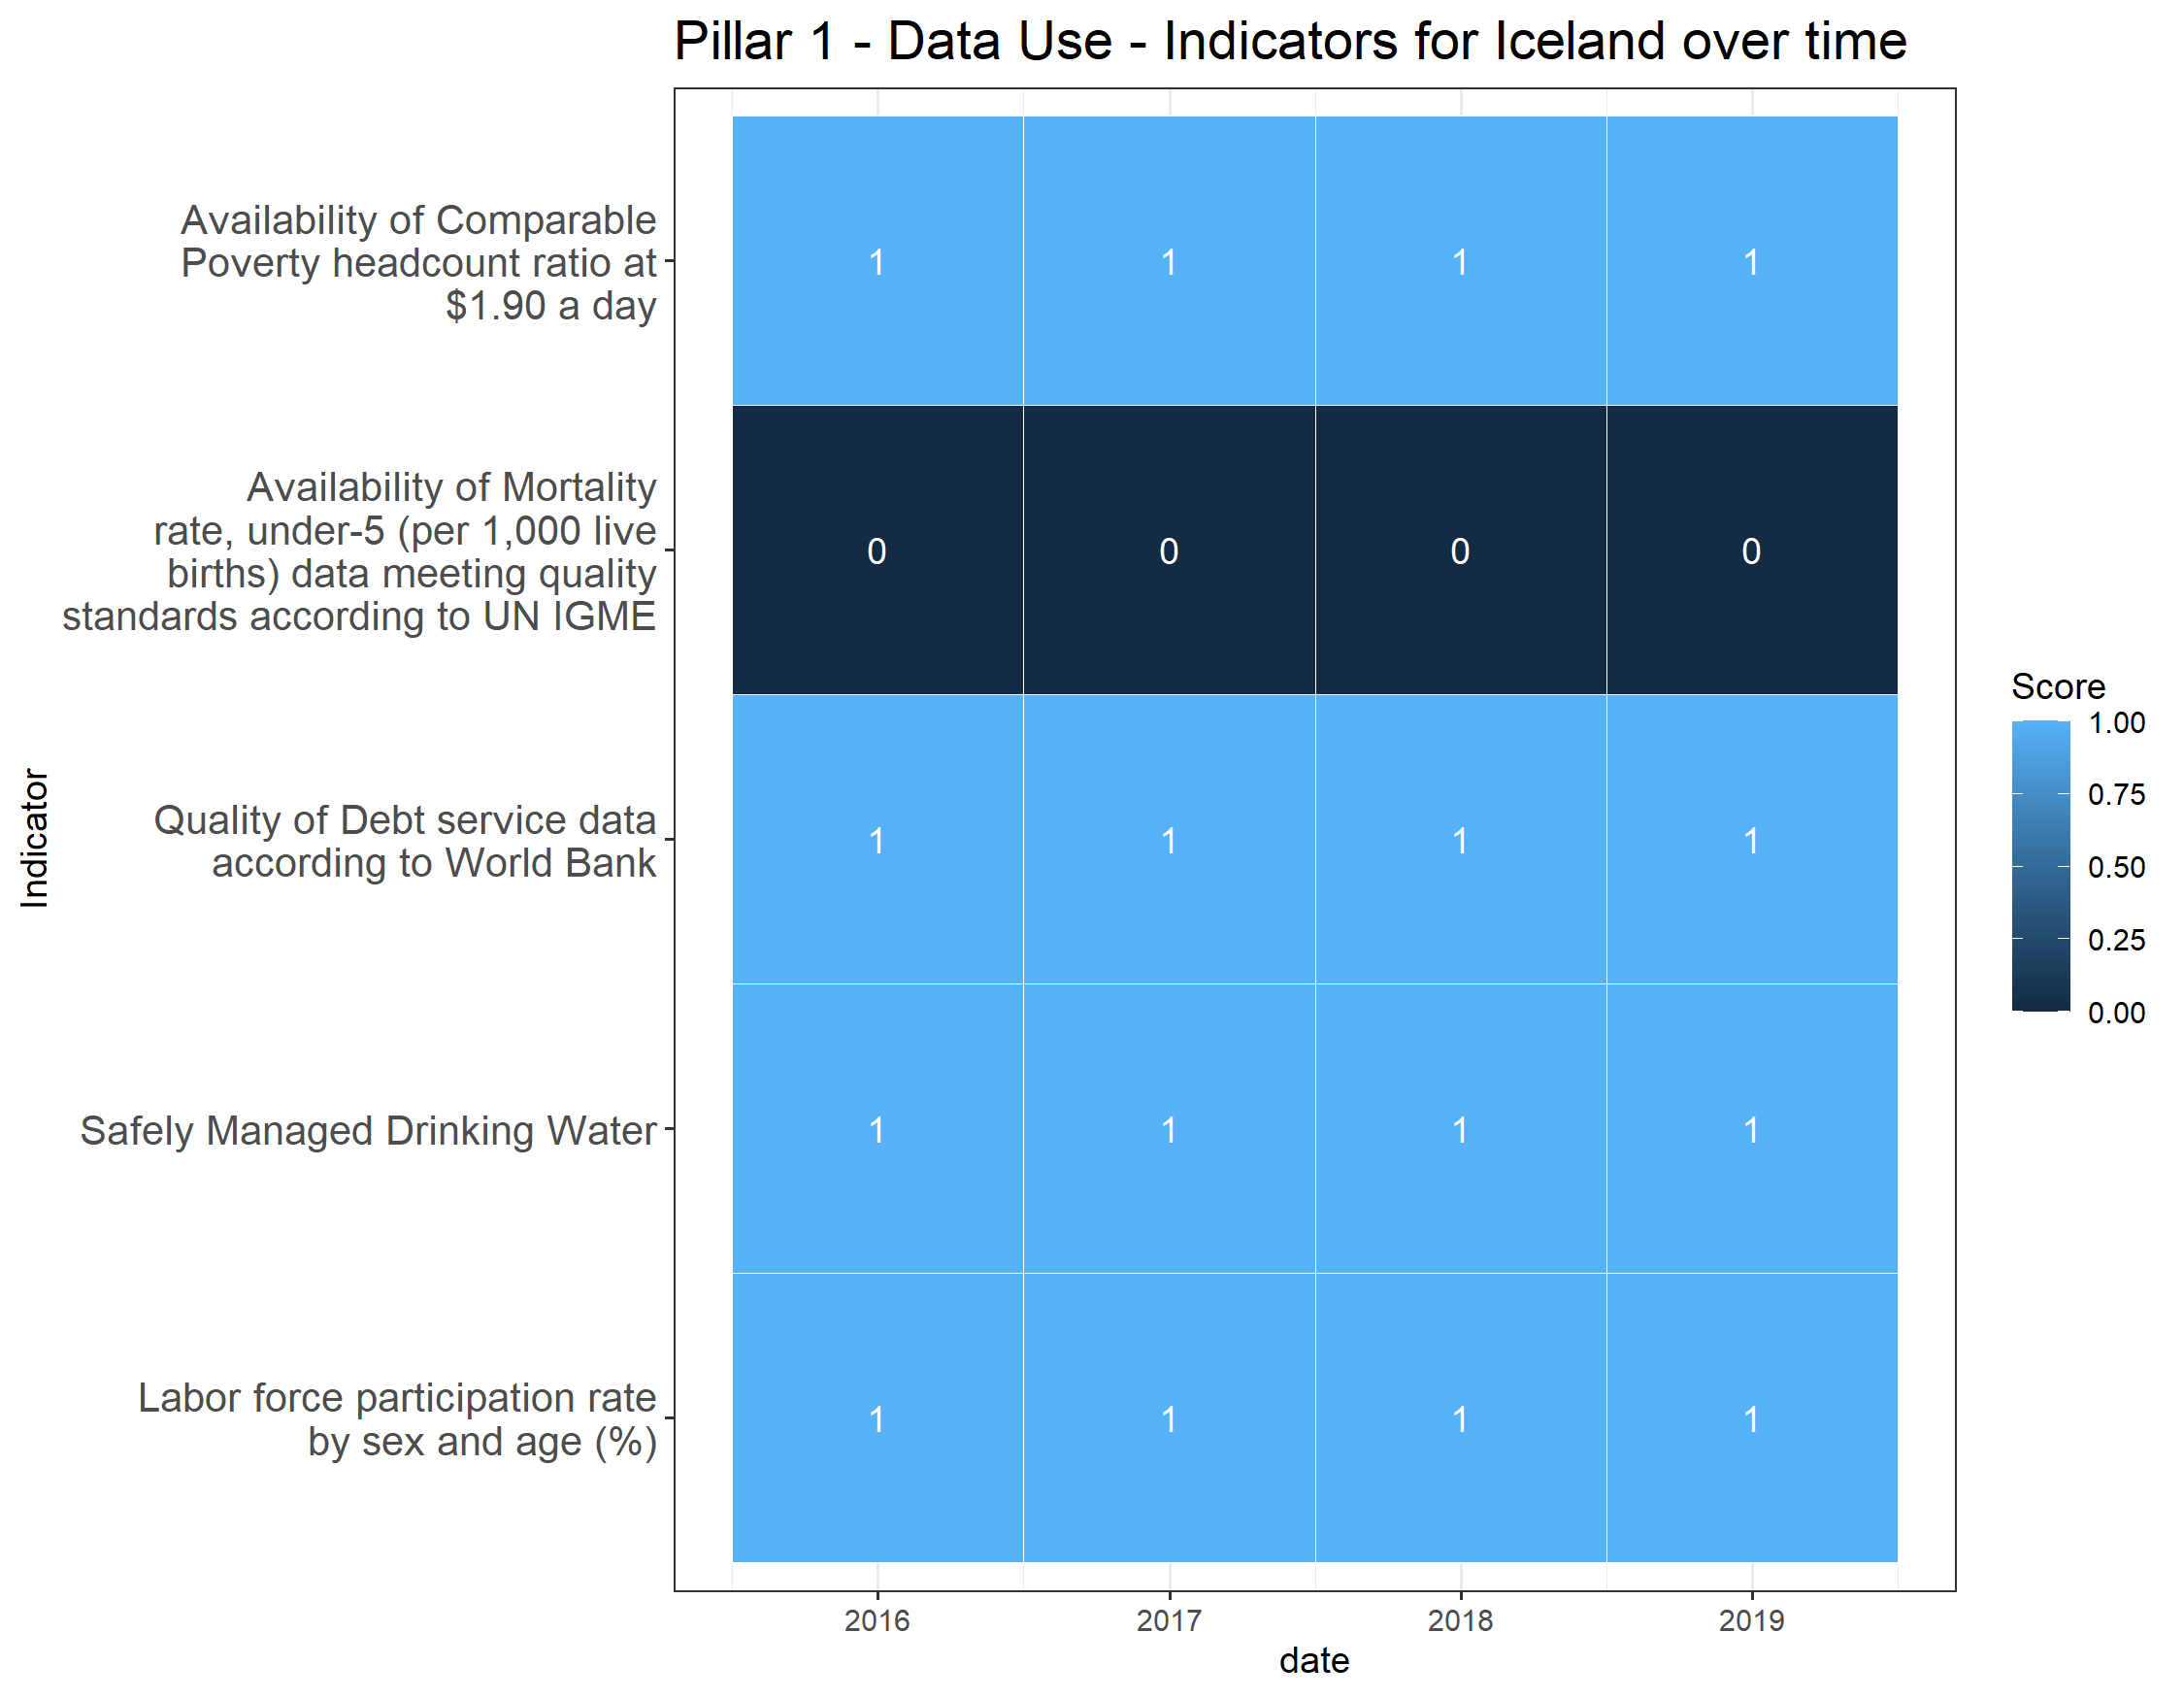 Pillar 1 - Data Use - Indicators for Iceland over time
Availability of Comparable
Poverty headcount ratio at
$1.90 a day
1 1 1 1
Availability of Mortality
rate, under-5 (per 1,000 live
births) data meeting quality
standards according to UN IGME
0 0 0 0
Quality of Debt service data
according to World Bank
1 1 1 1
Safely Managed Drinking Water
1 1 1 1
Labor force participation rate
by sex and age (%)
1 1 1 1
Indicator
2016 2017 2018 2019
date
Score
1.00
0.75
0.50
0.25
0.00